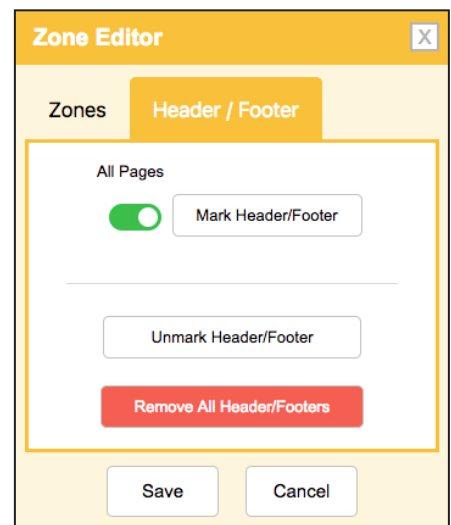 Zone Editor X
Zones Header / Footer
All Pages
Mark Header/Footer
Unmark Header/Footer
Remove All Header/Footers
Save Cancel